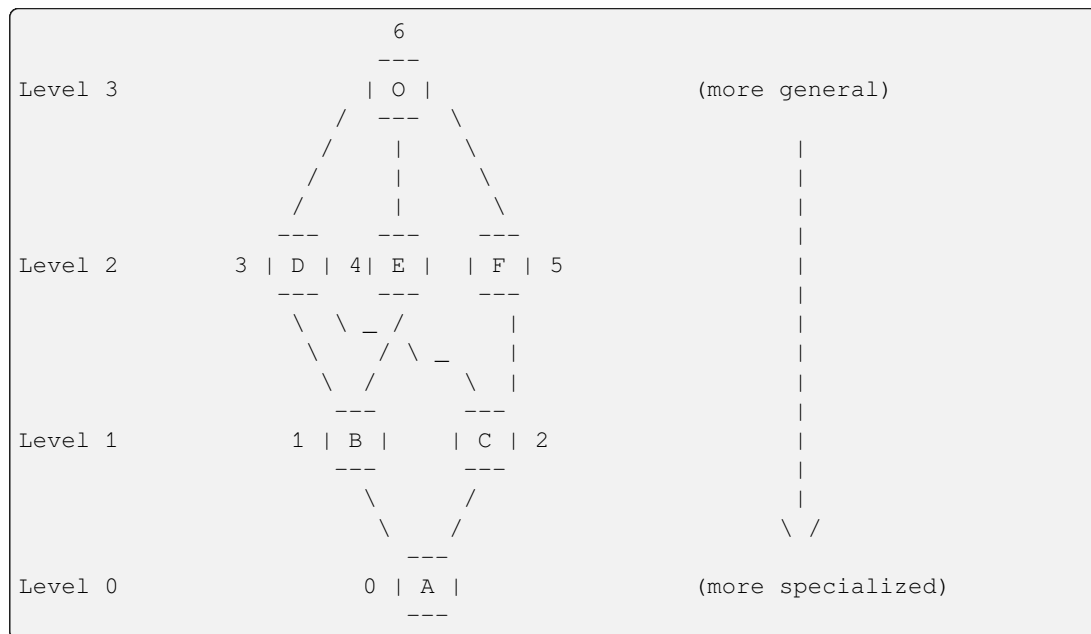 6
                         ---
Level 3                 | O |                  (more general)
                      /  ---  \
                     /    |    \                      |
                    /     |     \                     |
                   /      |      \                    |
                  ---    ---    ---                   |
Level 2        3 | D | 4| E |  | F | 5                |
                  ---    ---    ---                   |
                   \  \ _ /       |                   |
                    \    / \ _    |                   |
                     \  /      \  |                   |
                      ---      ---                    |
Level 1            1 | B |    | C | 2                 |
                      ---      ---                    |
                        \      /                      |
                         \    /                      \ /
                           ---
Level 0                 0 | A |                (more specialized)
                           ---